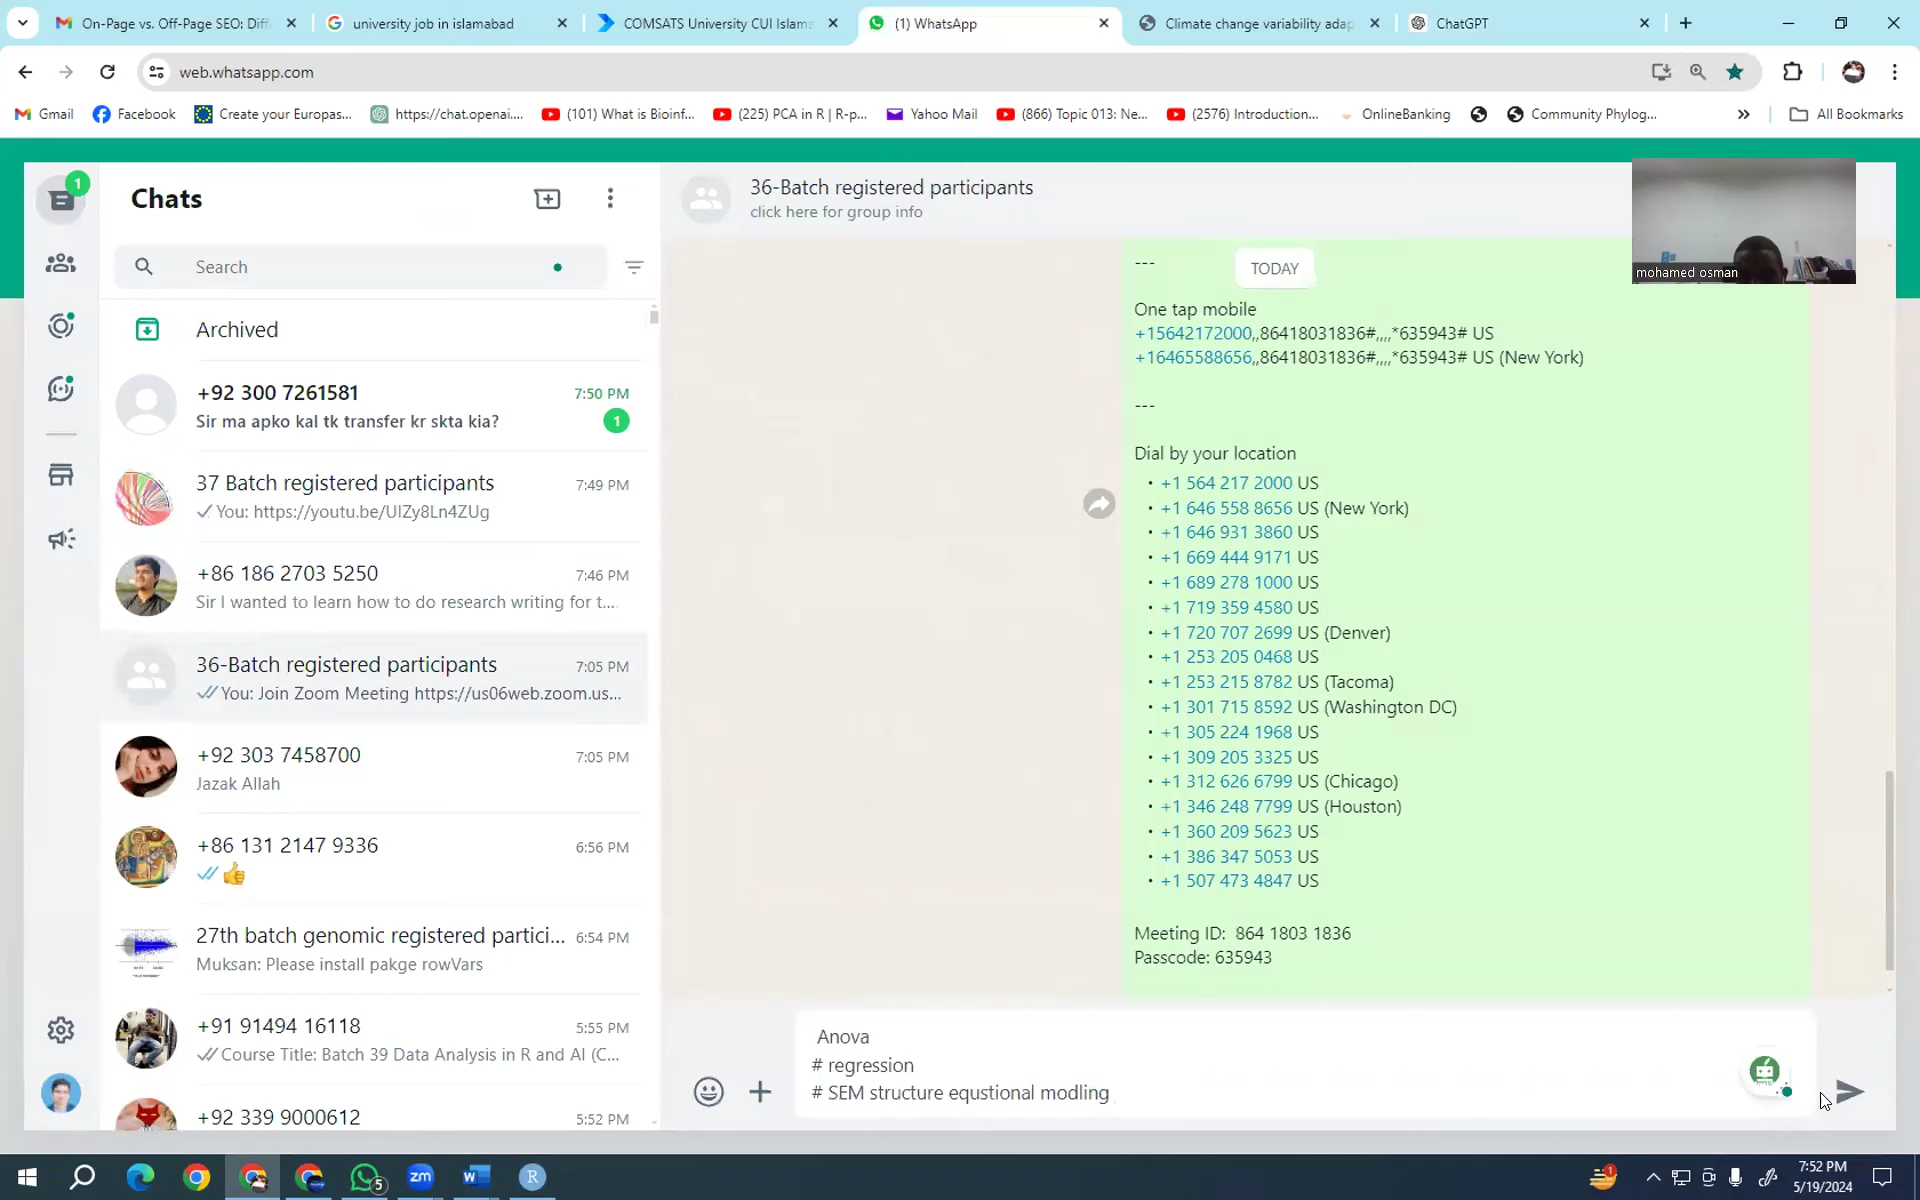 On-Page vs. Off-Page SEO: Diff
university job in islamabad
COMSATS University CUI Islama
(1) WhatsApp
Climate change variability adap
ChatGPT
web.whatsapp.com
Gmail
Facebook
Create your Europas...
https://chat.openai....
(101) What is Bioinf...
(225) PCA in R | R-p...
Yahoo Mail
(866) Topic 013: Ne...
(2576) Introduction...
OnlineBanking
Community Phylog...
»
All Bookmarks
1
Chats
Search
Archived
+92 300 7261581
7:50 PM
Sir ma apko kal tk transfer kr skta kia?
1
37 Batch registered participants
7:49 PM
You: https://youtu.be/UIZy8Ln4ZUg
+86 186 2703 5250
7:46 PM
Sir I wanted to learn how to do research writing for t...
36-Batch registered participants
7:05 PM
You: Join Zoom Meeting https://us06web.zoom.us...
+92 303 7458700
7:05 PM
Jazak Allah
+86 131 2147 9336
6:56 PM
👍
27th batch genomic registered partici...
6:54 PM
Muksan: Please install pakge rowVars
+91 91494 16118
5:55 PM
Course Title: Batch 39 Data Analysis in R and AI (C...
+92 339 9000612
5:52 PM
36-Batch registered participants
click here for group info
mohamed osman
---
TODAY
One tap mobile
+15642172000,,86418031836#,,,,*635943# US
+16465588656,,86418031836#,,,,*635943# US (New York)
---
Dial by your location
• +1 564 217 2000 US
• +1 646 558 8656 US (New York)
• +1 646 931 3860 US
• +1 669 444 9171 US
• +1 689 278 1000 US
• +1 719 359 4580 US
• +1 720 707 2699 US (Denver)
• +1 253 205 0468 US
• +1 253 215 8782 US (Tacoma)
• +1 301 715 8592 US (Washington DC)
• +1 305 224 1968 US
• +1 309 205 3325 US
• +1 312 626 6799 US (Chicago)
• +1 346 248 7799 US (Houston)
• +1 360 209 5623 US
• +1 386 347 5053 US
• +1 507 473 4847 US
Meeting ID: 864 1803 1836
Passcode: 635943
Anova
# regression
# SEM structure equstional modling
5
zm
W
R
1
7:52 PM
5/19/2024